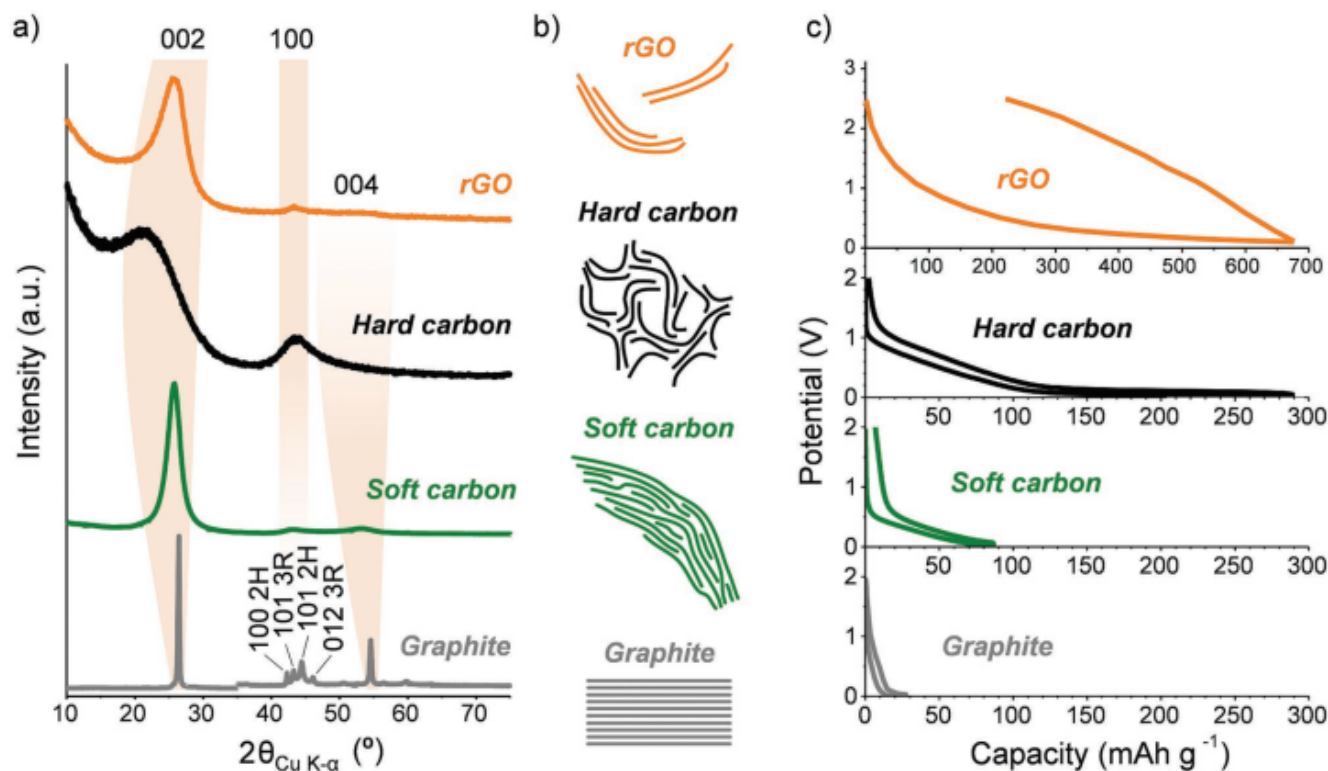 a)
002
100
004
rGO
Hard carbon
Soft carbon
100 2H
101 3R
101 2H
012 3R
Graphite
Intensity (a.u.)
10 20 30 40 50 60 70
2θCu K-α (º)
b)
rGO
Hard carbon
Soft carbon
Graphite
c)
3
2
1
0
rGO
100 200 300 400 500 600 700
2
1
0
Hard carbon
50 100 150 200 250 300
2
1
0
Soft carbon
50 100 150 200 250 300
2
1
0
Graphite
0 50 100 150 200 250 300
Potential (V)
Capacity (mAh g⁻¹)